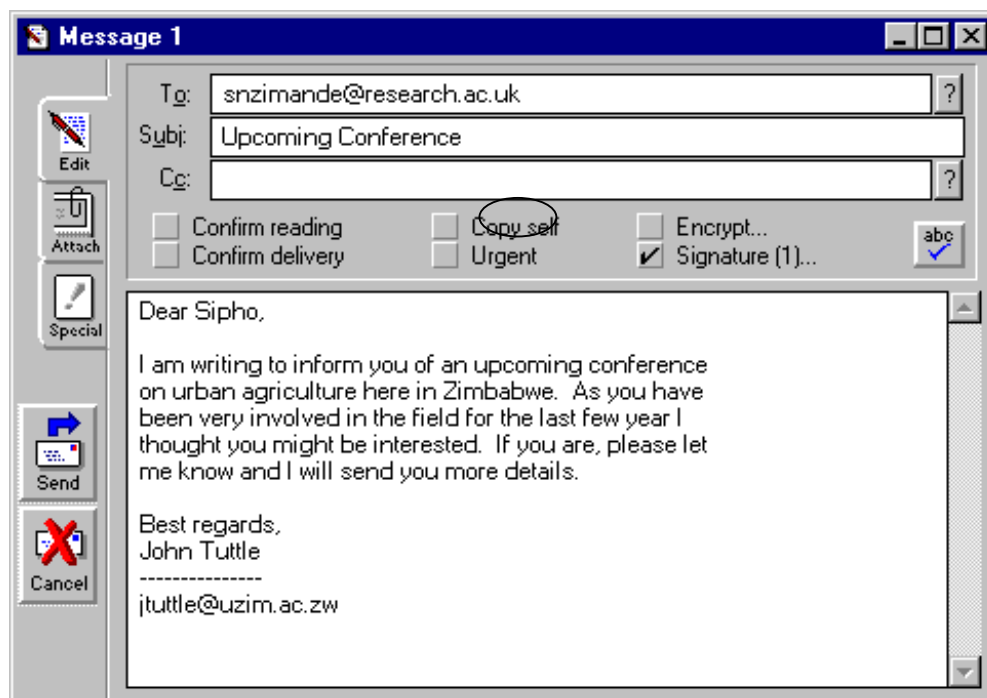 Message 1
To: snzimande@research.ac.uk ?
Subj: Upcoming Conference
Cc: ?
Confirm reading Copy self Encrypt...
Confirm delivery Urgent Signature (1)...
abc
Edit
Attach
Special
Send
Cancel
Dear Sipho,
I am writing to inform you of an upcoming conference
on urban agriculture here in Zimbabwe. As you have
been very involved in the field for the last few year I
thought you might be interested. If you are, please let
me know and I will send you more details.
Best regards,
John Tuttle
---------------
jtuttle@uzim.ac.zw